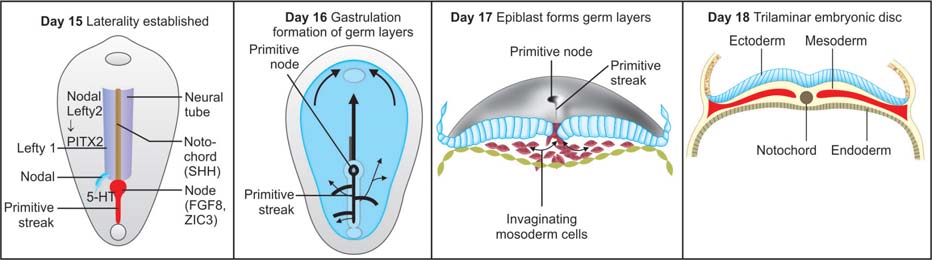 Day 15 Laterality established
Nodal
Lefty2
↓
PITX2
Lefty 1
Nodal
5-HT
Primitive
streak
Neural
tube
Noto-
chord
(SHH)
Node
(FGF8,
ZIC3)
Day 16 Gastrulation
formation of germ layers
Primitive
node
Primitive
streak
Day 17 Epiblast forms germ layers
Primitive node
Primitive
streak
Invaginating
mosoderm cells
Day 18 Trilaminar embryonic disc
Ectoderm
Mesoderm
Notochord
Endoderm